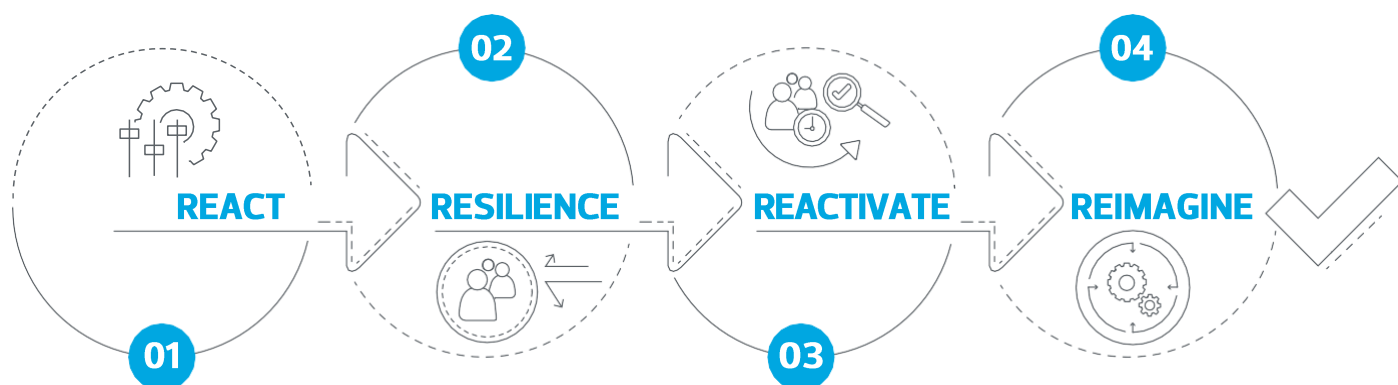 01
REACT
02
RESILIENCE
03
REACTIVATE
04
REIMAGINE